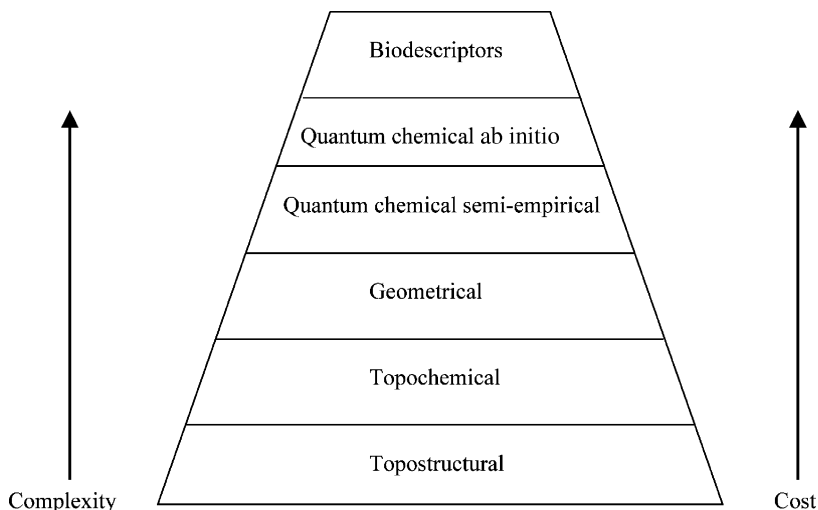 Biodescriptors
Quantum chemical ab initio
Quantum chemical semi-empirical
Geometrical
Topochemical
Topostructural
Complexity
Cost